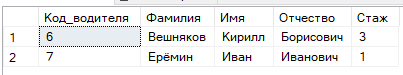 Код_водителя Фамилия Имя Отчество Стаж
1 6 Вешняков Кирилл Борисович 3
2 7 Ерёмин Иван Иванович 1